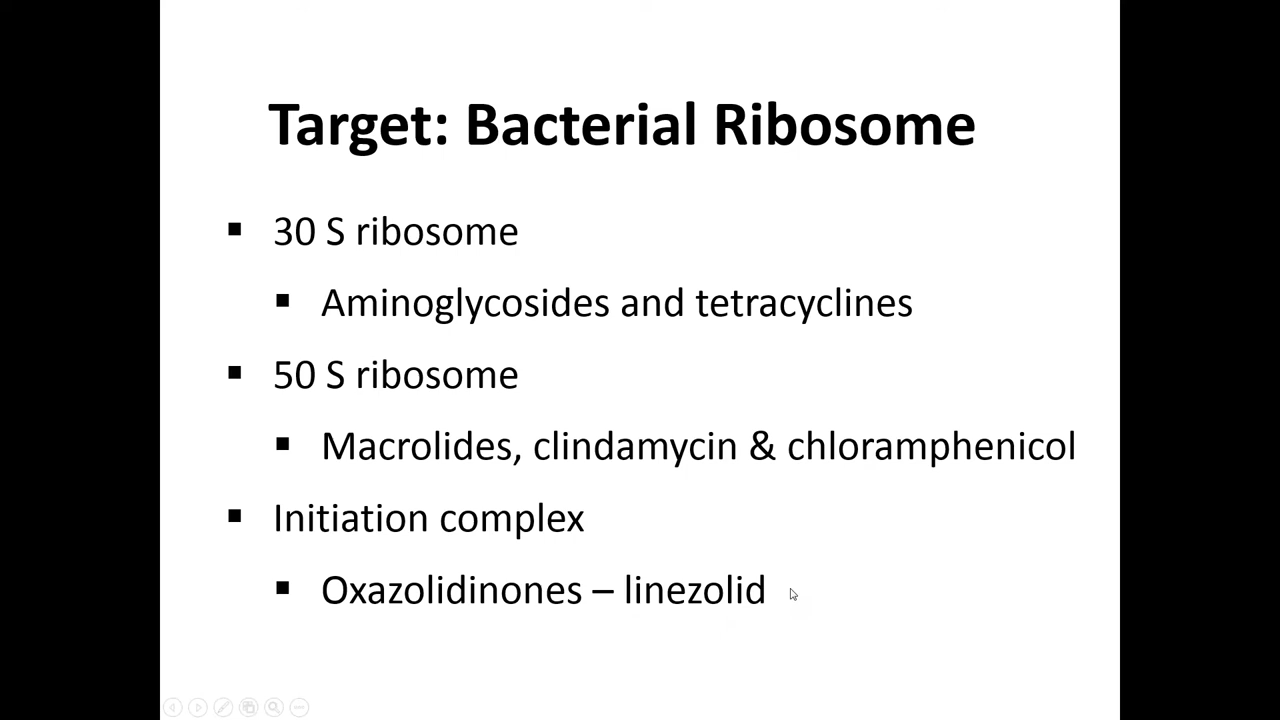 Target: Bacterial Ribosome
▪ 30 S ribosome
▪ Aminoglycosides and tetracyclines
▪ 50 S ribosome
▪ Macrolides, clindamycin & chloramphenicol
▪ Initiation complex
▪ Oxazolidinones – linezolid